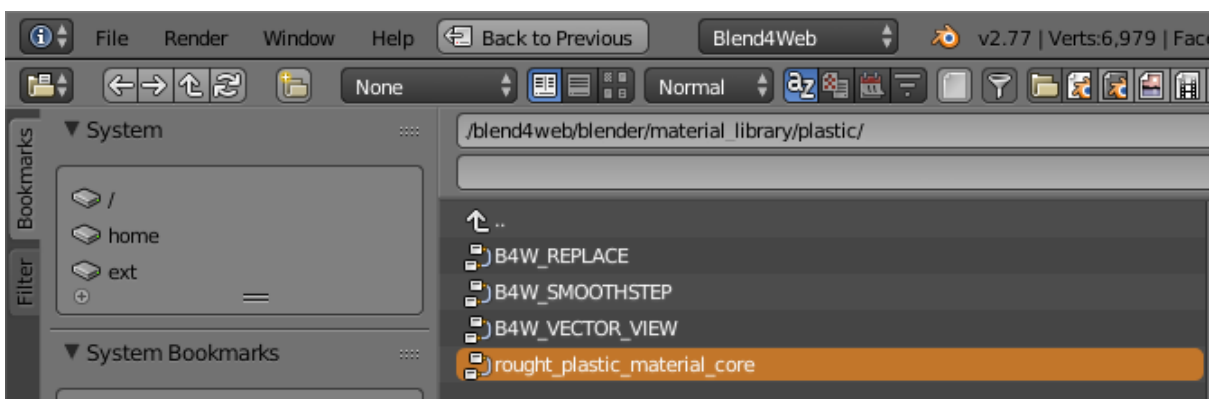 File Render Window Help Back to Previous Blend4Web v2.77 | Verts:6,979 |
None Normal az
Bookmarks
Filter
System
/
home
ext
System Bookmarks
/blend4web/blender/material_library/plastic/
..
B4W_REPLACE
B4W_SMOOTHSTEP
B4W_VECTOR_VIEW
rought_plastic_material_core